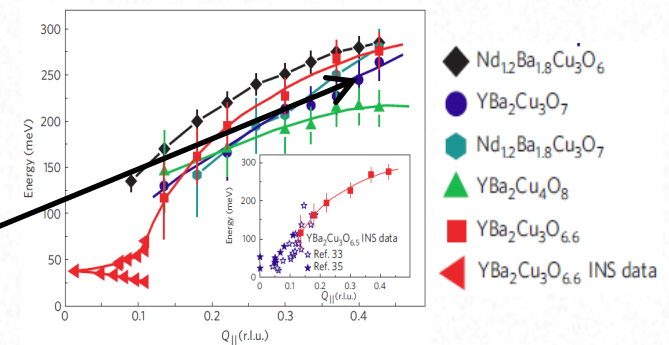 300
250
200
150
100
50
0
Energy (meV)
0
0.1
0.2
0.3
0.4
Q||(r.l.u.)
300
200
100
0
Energy (meV)
YBa2Cu3O6.5 INS data
Ref. 33
Ref. 35
0
0.1
0.2
0.3
0.4
Q||(r.l.u.)
Nd1.2Ba1.8Cu3O6
YBa2Cu3O7
Nd1.2Ba1.8Cu3O7
YBa2Cu4O8
YBa2Cu3O6.6
YBa2Cu3O6.6 INS data